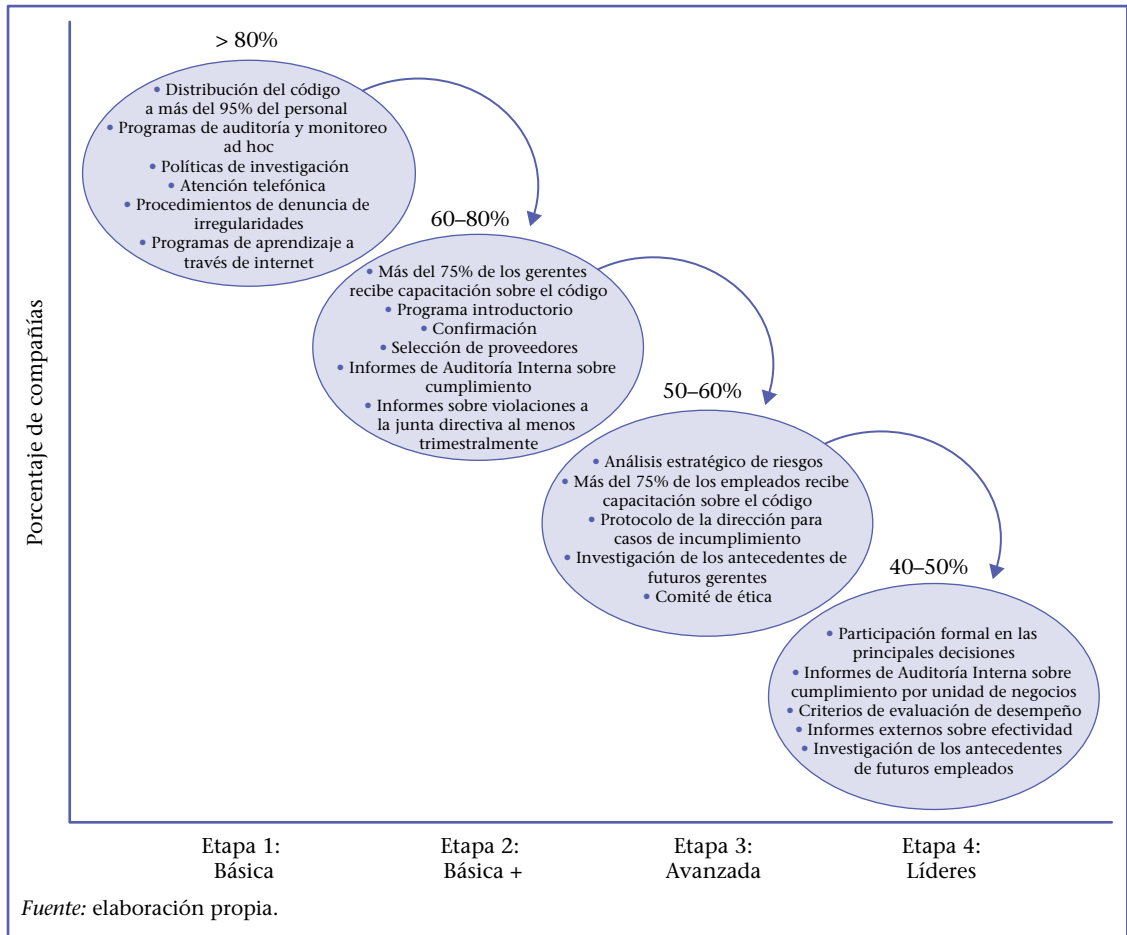 > 80%
• Distribución del código
a más del 95% del personal
• Programas de auditoría y monitoreo
ad hoc
• Políticas de investigación
• Atención telefónica
• Procedimientos de denuncia de
irregularidades
• Programas de aprendizaje a
través de internet
60–80%
• Más del 75% de los gerentes
recibe capacitación sobre el código
• Programa introductorio
• Confirmación
• Selección de proveedores
• Informes de Auditoría Interna sobre
cumplimiento
• Informes sobre violaciones a
la junta directiva al menos
trimestralmente
50–60%
• Análisis estratégico de riesgos
• Más del 75% de los empleados recibe
capacitación sobre el código
• Protocolo de la dirección para
casos de incumplimiento
• Investigación de los antecedentes de
futuros gerentes
• Comité de ética
40–50%
• Participación formal en las
principales decisiones
• Informes de Auditoría Interna sobre
cumplimiento por unidad de negocios
• Criterios de evaluación de desempeño
• Informes externos sobre efectividad
• Investigación de los antecedentes
de futuros empleados
Porcentaje de compañías
Etapa 1:
Básica
Etapa 2:
Básica +
Etapa 3:
Avanzada
Etapa 4:
Líderes
Fuente: elaboración propia.